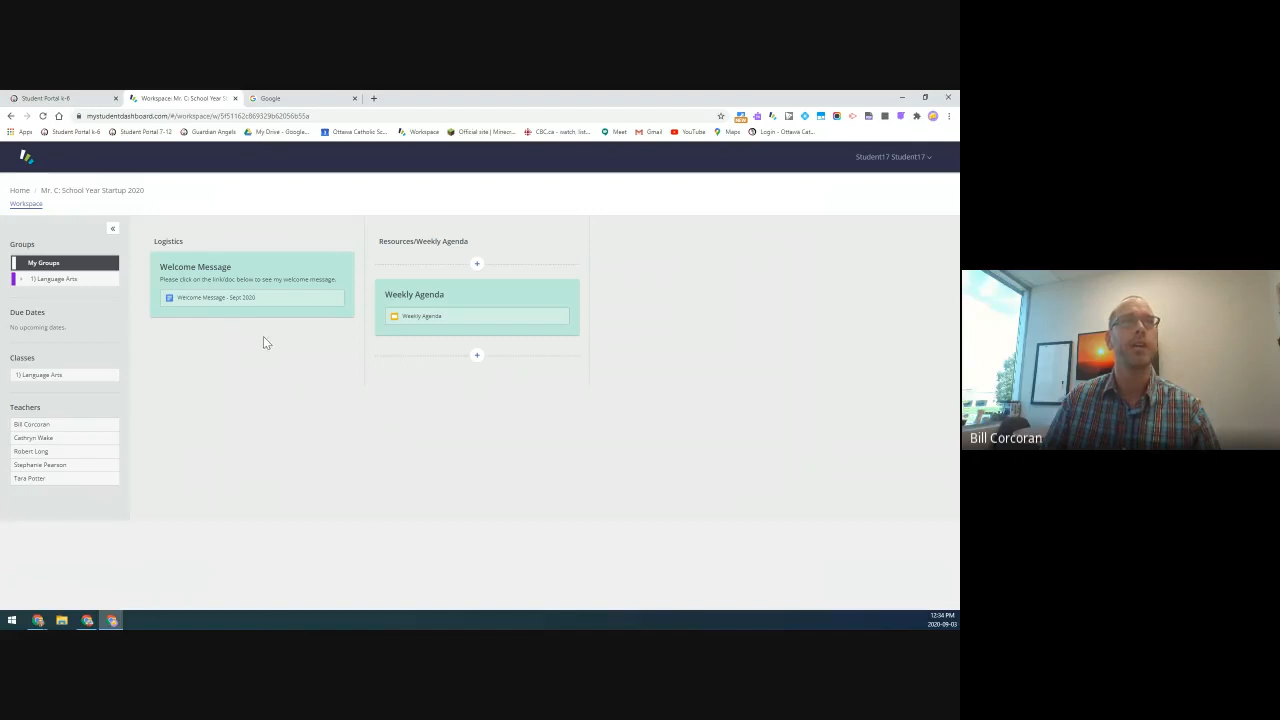 Student Portal k-6
Workspace: Mr. C: School Year S
Google
mystudentdashboard.com/#/workspace/w/5f51162c869329b62056b55a
Apps
Student Portal k-6
Student Portal 7-12
Guardian Angels
My Drive - Google...
Ottawa Catholic Sc...
Workspace
Official site | Minecr...
CBC.ca - watch, list...
Meet
Gmail
YouTube
Maps
Login - Ottawa Cat...
NEW
Student17 Student17
Home / Mr. C: School Year Startup 2020
Workspace
«
Groups
My Groups
1) Language Arts
Due Dates
No upcoming dates.
Classes
1) Language Arts
Teachers
Bill Corcoran
Cathryn Wake
Robert Long
Stephanie Pearson
Tara Potter
Logistics
Welcome Message
Please click on the link/doc below to see my welcome message.
Welcome Message - Sept 2020
Resources/Weekly Agenda
+
Weekly Agenda
Weekly Agenda
+
Bill Corcoran
12:34 PM
2020-09-03